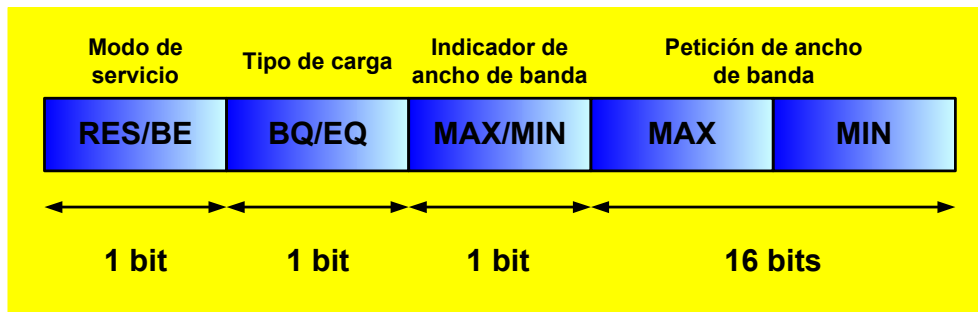 Modo de
servicio
Tipo de carga
Indicador de
ancho de banda
Petición de ancho
de banda
RES/BE
BQ/EQ
MAX/MIN
MAX
MIN
1 bit
1 bit
1 bit
16 bits